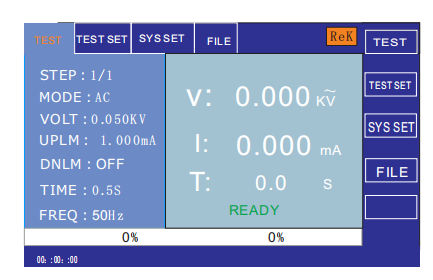 TEST TEST SET SYS SET FILE ReK
STEP : 1/1
MODE : AC
VOLT : 0.050KV
UPLM : 1.000mA
DNLM : OFF
TIME : 0.5S
FREQ : 50Hz
V: 0.000 KV
I: 0.000 mA
T: 0.0 s
READY
0% 0%
00: :00: :00
TEST
TEST SET
SYS SET
FILE